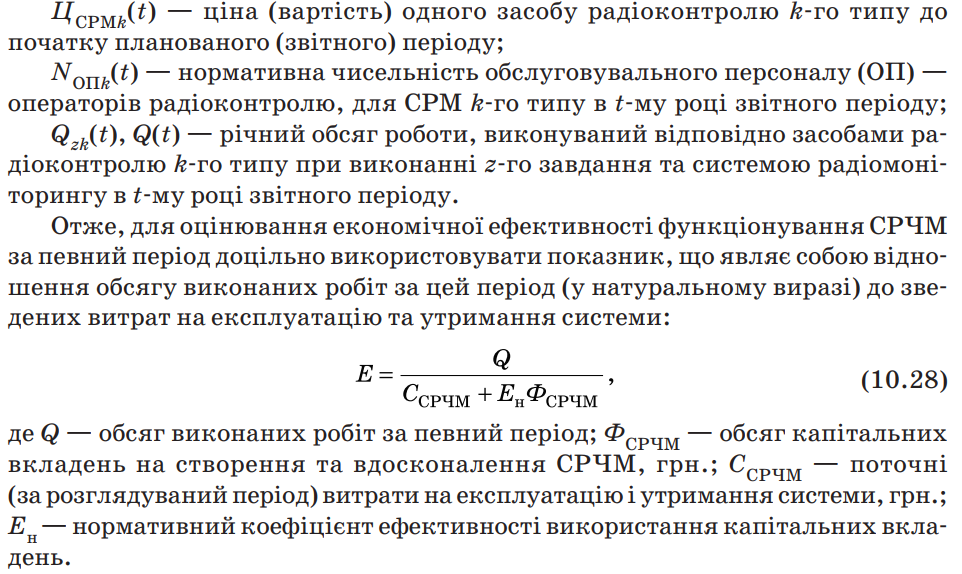 Ц_СРМk(t) — ціна (вартість) одного засобу радіоконтролю k-го типу до
початку планованого (звітного) періоду;
N_ОПk(t) — нормативна чисельність обслуговувального персоналу (ОП) —
операторів радіоконтролю, для СРМ k-го типу в t-му році звітного періоду;
Q_zk(t), Q(t) — річний обсяг роботи, виконуваний відповідно засобами ра-
діоконтролю k-го типу при виконанні z-го завдання та системою радіомоні-
торингу в t-му році звітного періоду.
Отже, для оцінювання економічної ефективності функціонування СРЧМ
за певний період доцільно використовувати показник, що являє собою відно-
шення обсягу виконаних робіт за цей період (у натуральному виразі) до зве-
дених витрат на експлуатацію та утримання системи:
E = Q / (C_СРЧМ + E_н Ф_СРЧМ), (10.28)
де Q — обсяг виконаних робіт за певний період; Ф_СРЧМ — обсяг капітальних
вкладень на створення та вдосконалення СРЧМ, грн.; C_СРЧМ — поточні
(за розглядуваний період) витрати на експлуатацію і утримання системи, грн.;
E_н — нормативний коефіцієнт ефективності використання капітальних вкла-
день.